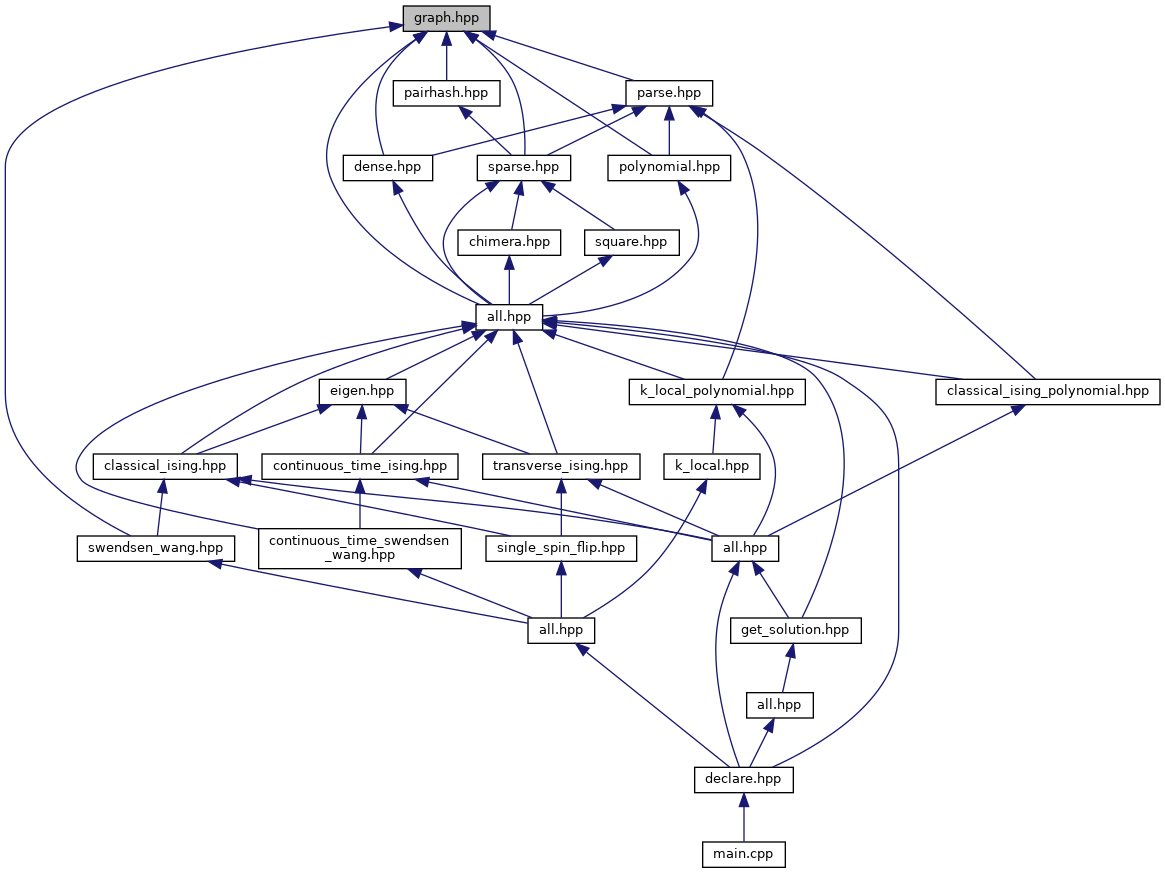 graph.hpp
pairhash.hpp
parse.hpp
dense.hpp
sparse.hpp
polynomial.hpp
chimera.hpp
square.hpp
all.hpp
eigen.hpp
k_local_polynomial.hpp
classical_ising_polynomial.hpp
classical_ising.hpp
continuous_time_ising.hpp
transverse_ising.hpp
k_local.hpp
swendsen_wang.hpp
continuous_time_swendsen
_wang.hpp
single_spin_flip.hpp
all.hpp
all.hpp
get_solution.hpp
all.hpp
declare.hpp
main.cpp